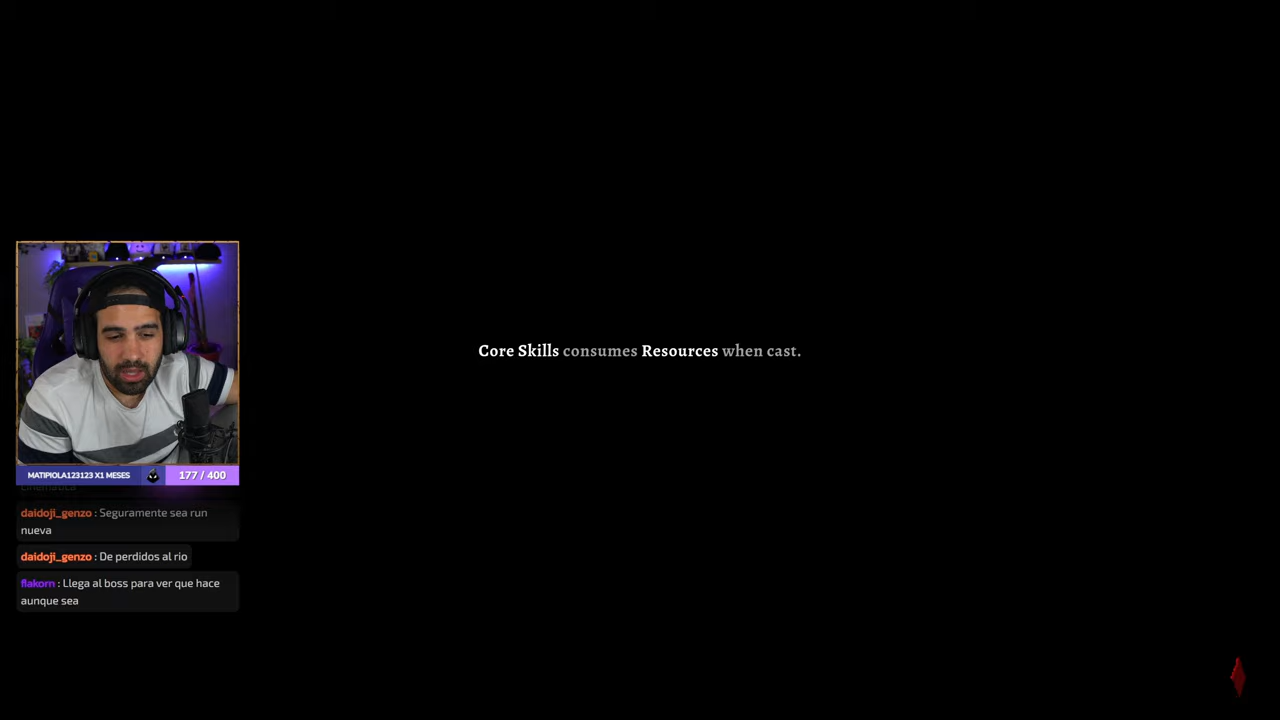 Core Skills consumes Resources when cast.
MATIPIOLA123123 X1 MESES
177 / 400
daidoji_genzo : Seguramente sea run
nueva
daidoji_genzo : De perdidos al rio
flakorn : Llega al boss para ver que hace
aunque sea